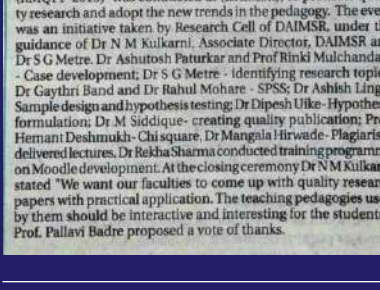 ty research and adopt the new trends in the pedagogy. The eve
was an initiative taken by Research Cell of DAIMSR, under t
guidance of Dr N M Kulkarni, Associate Director, DAIMSR a
Dr S G Metre. Dr Ashutosh Paturkar and Prof Rinki Mulchanda
- Case development; Dr S G Metre - identifying research topic
Dr Gaythri Band and Dr Rahul Mohare - SPSS; Dr Ashish Ling
Sample design and hypothesis testing; Dr Dipesh Uike- Hypothe
formulation; Dr M Siddique- creating quality publication; Pr
Hemant Deshmukh- Chi square, Dr Mangala Hirwade- Plagiaris
delivered lectures. Dr Rekha Sharma conducted training programm
on Moodle development. At the closing ceremony Dr N M Kulkar
stated "We want our faculties to come up with quality resear
papers with practical application. The teaching pedagogies us
by them should be interactive and interesting for the student
Prof. Pallavi Badre proposed a vote of thanks.